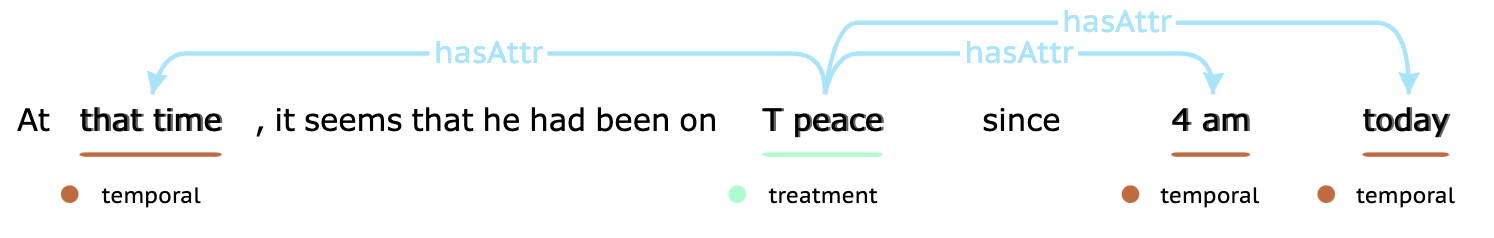 hasAttr
hasAttr hasAttr
At that time , it seems that he had been on T peace since 4 am today
temporal treatment temporal temporal